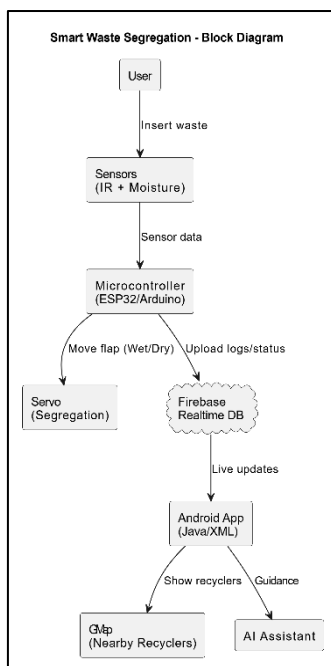 Smart Waste Segregation - Block Diagram
User
Insert waste
Sensors
(IR + Moisture)
Sensor data
Microcontroller
(ESP32/Arduino)
Move flap (Wet/Dry)
Upload logs/status
Servo
(Segregation)
Firebase
Realtime DB
Live updates
Android App
(Java/XML)
Show recyclers
Guidance
GMap
(Nearby Recyclers)
AI Assistant